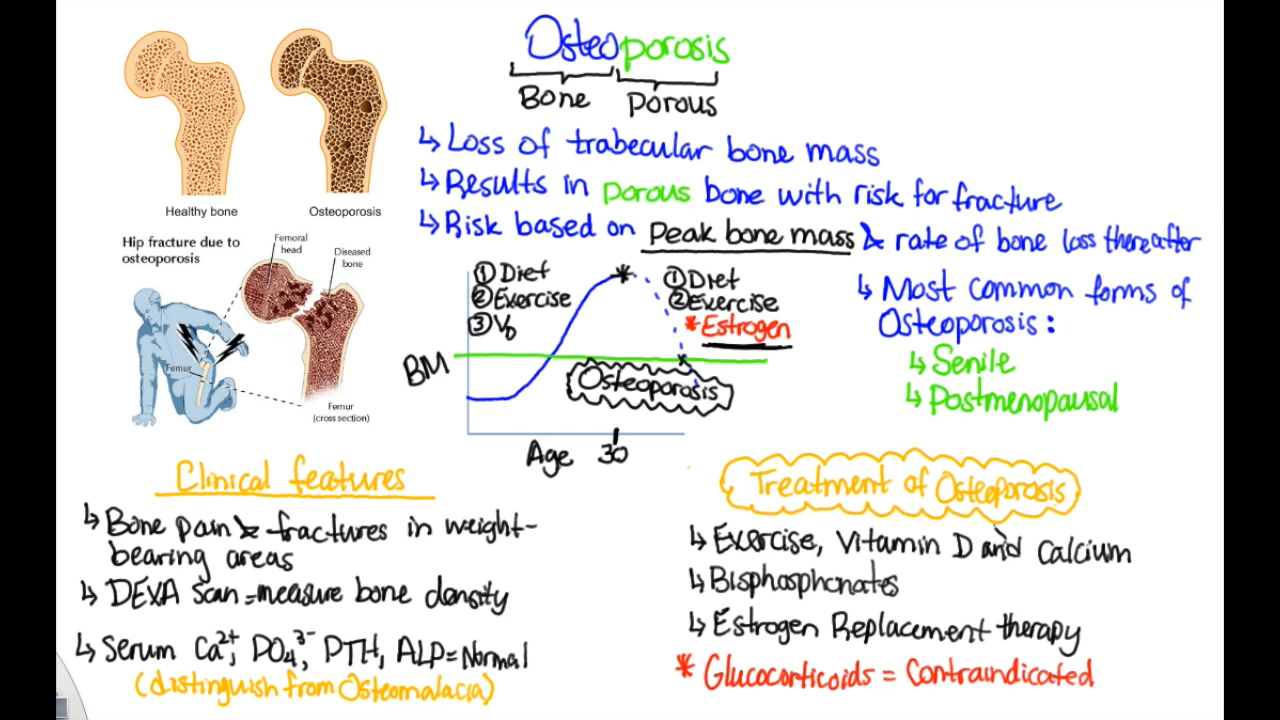 Osteoporosis
Bone Porous
↳ Loss of trabecular bone mass
↳ Results in porous bone with risk for fracture
↳ Risk based on Peak bone mass & rate of bone loss thereafter
Healthy bone
Osteoporosis
Hip fracture due to
osteoporosis
Femoral
head
Diseased
bone
Femur
Femur
(cross section)
① Diet
② Exercise
③ VD
① Diet
② Exercise
* Estrogen
BM
Osteoporosis
Age 30
↳ Most common forms of
Osteoporosis:
↳ Senile
↳ Postmenopausal
Clinical features
↳ Bone pain & fractures in weight-
bearing areas
↳ DEXA scan = measure bone density
↳ Serum Ca²⁺, PO₄³⁻, PTH, ALP = Normal
(distinguish from Osteomalacia)
Treatment of Osteoporosis
↳ Exercise, Vitamin D and Calcium
↳ Bisphosphonates
↳ Estrogen Replacement therapy
* Glucocorticoids = Contraindicated